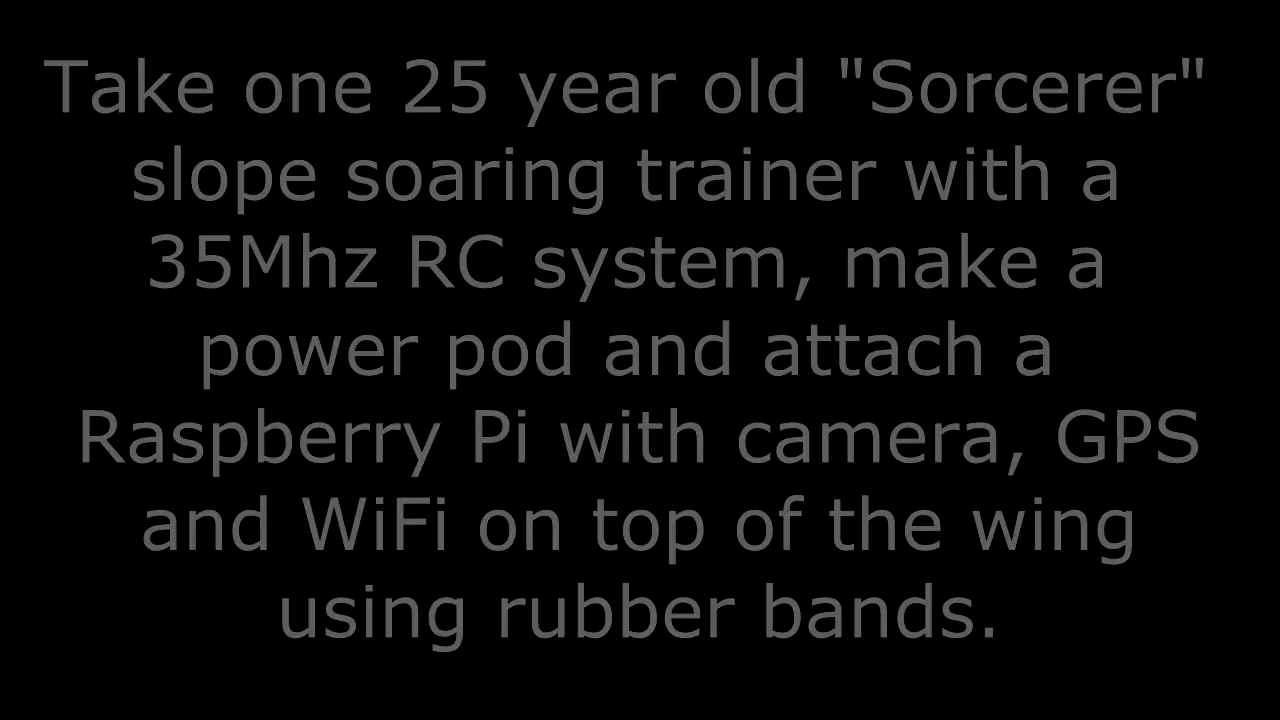 Take one 25 year old "Sorcerer"
slope soaring trainer with a
35Mhz RC system, make a
power pod and attach a
Raspberry Pi with camera, GPS
and WiFi on top of the wing
using rubber bands.